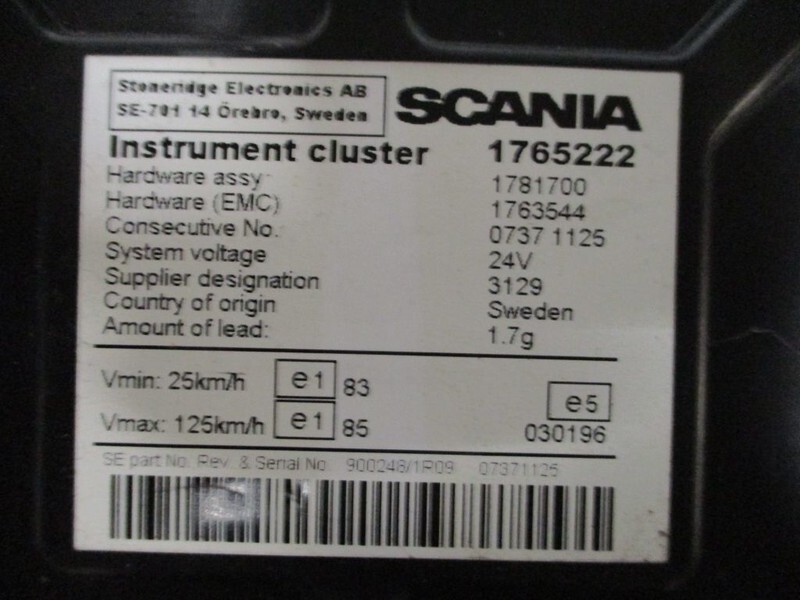 Stoneridge Electronics AB
SE-701 14 Örebro, Sweden
SCANIA
Instrument cluster 1765222
Hardware assy 1781700
Hardware (EMC) 1763544
Consecutive No. 0737 1125
System voltage 24V
Supplier designation 3129
Country of origin Sweden
Amount of lead: 1.7g
Vmin: 25km/h e1 83
e5
Vmax: 125km/h e1 85
030196
SE part No. Rev. & Serial No. 900248/1R09 07371125